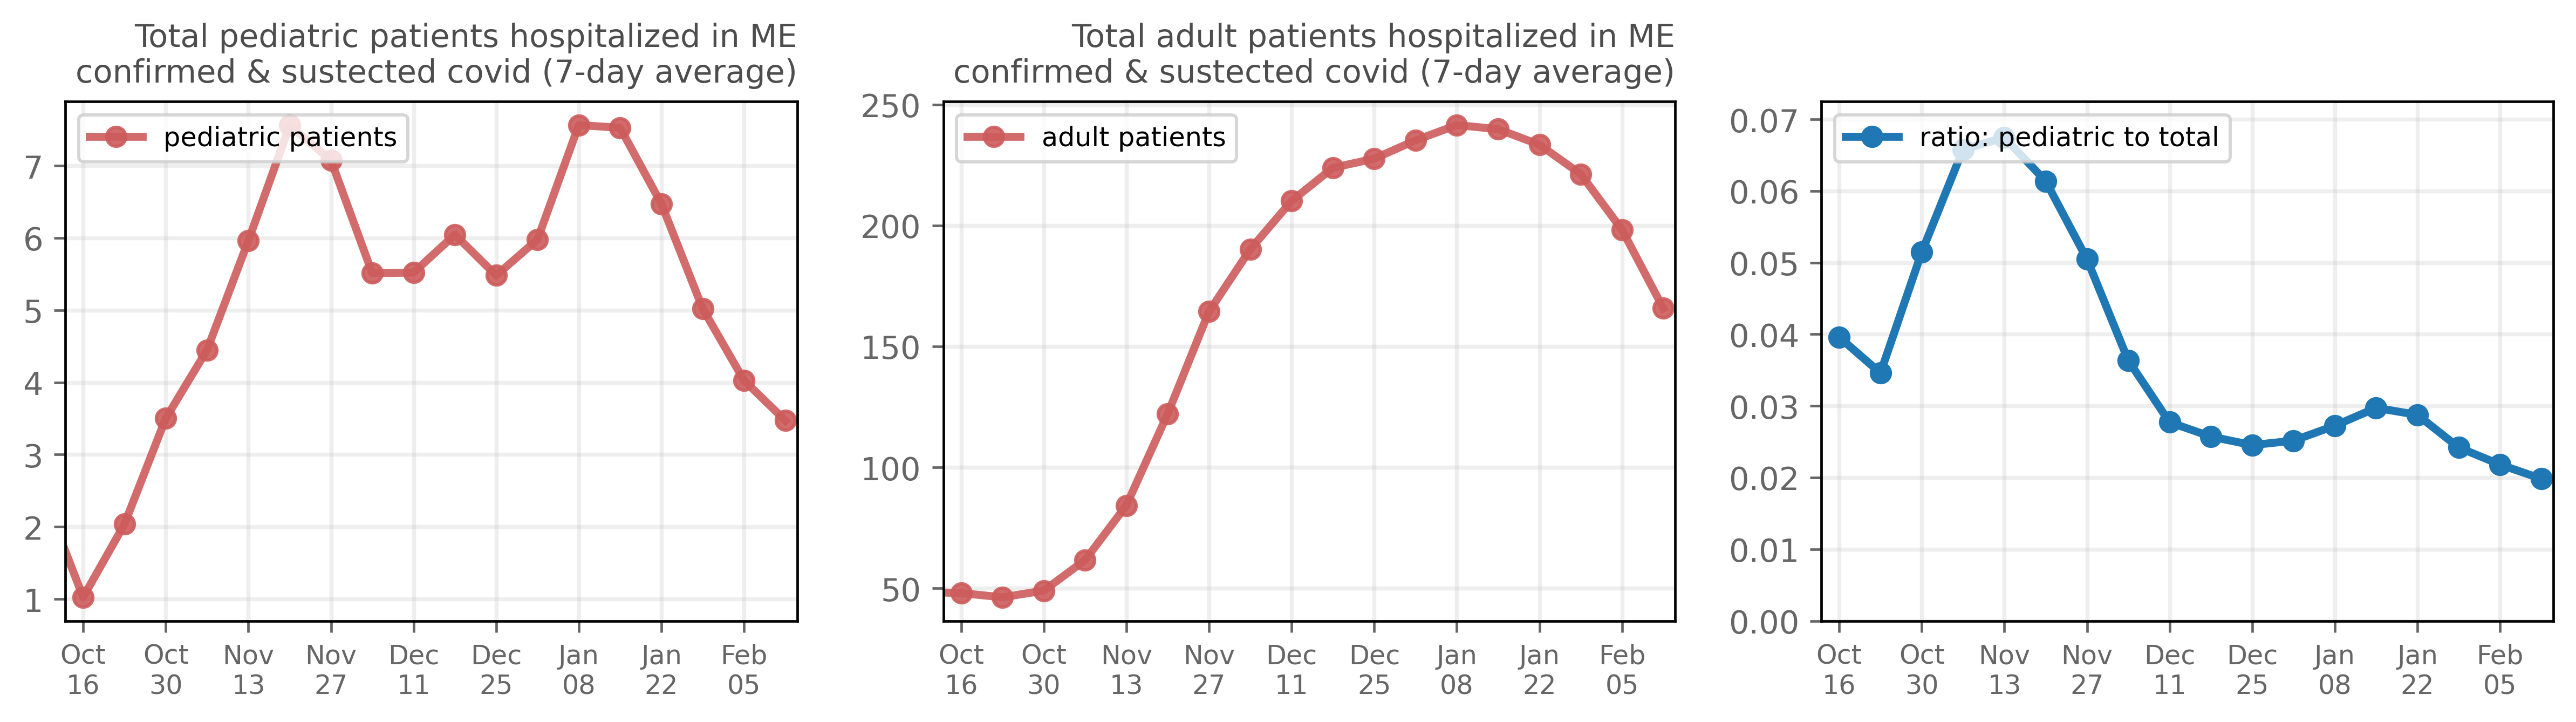 Total pediatric patients hospitalized in ME
confirmed & sustected covid (7-day average)
pediatric patients
7
6
5
4
3
2
1
Oct 16
Oct 30
Nov 13
Nov 27
Dec 11
Dec 25
Jan 08
Jan 22
Feb 05
Total adult patients hospitalized in ME
confirmed & sustected covid (7-day average)
adult patients
250
200
150
100
50
Oct 16
Oct 30
Nov 13
Nov 27
Dec 11
Dec 25
Jan 08
Jan 22
Feb 05
ratio: pediatric to total
0.07
0.06
0.05
0.04
0.03
0.02
0.01
0.00
Oct 16
Oct 30
Nov 13
Nov 27
Dec 11
Dec 25
Jan 08
Jan 22
Feb 05